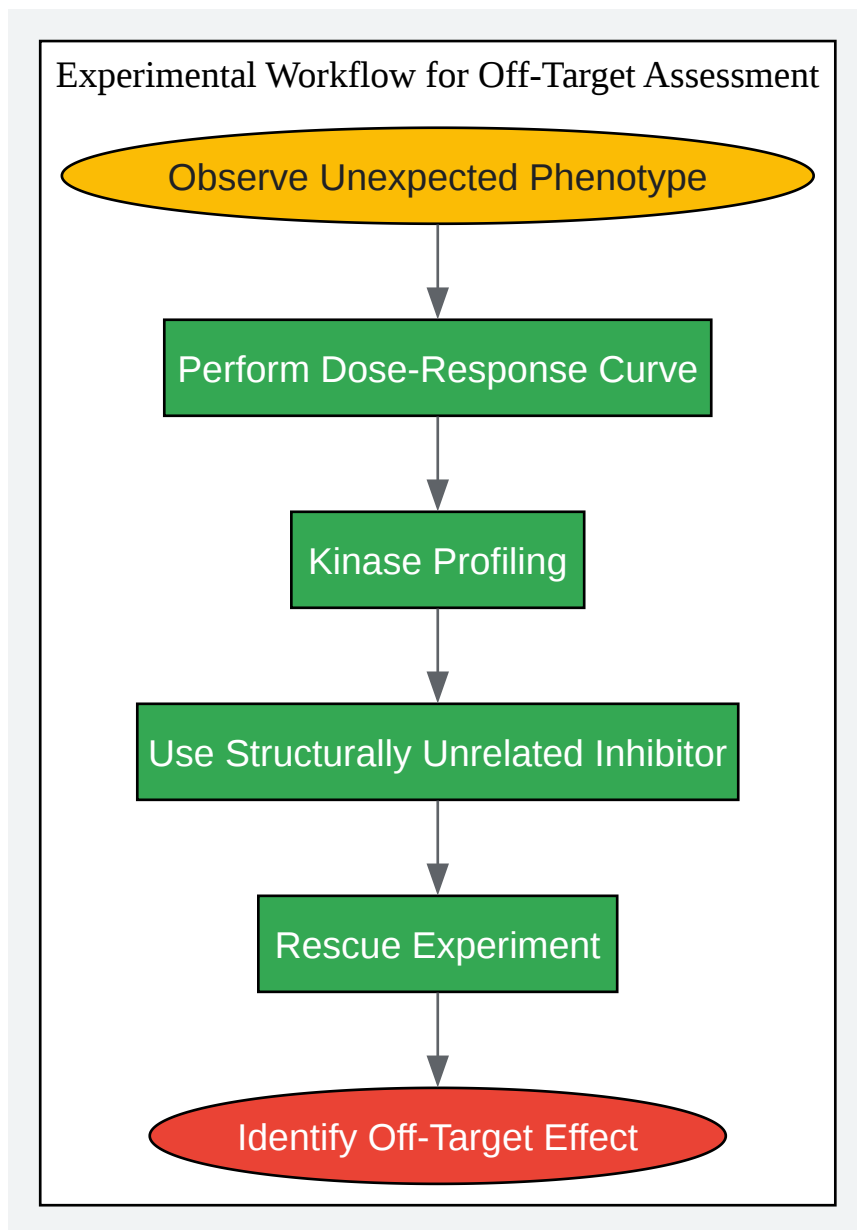 Experimental Workflow for Off-Target Assessment
Observe Unexpected Phenotype
Perform Dose-Response Curve
Kinase Profiling
Use Structurally Unrelated Inhibitor
Rescue Experiment
Identify Off-Target Effect